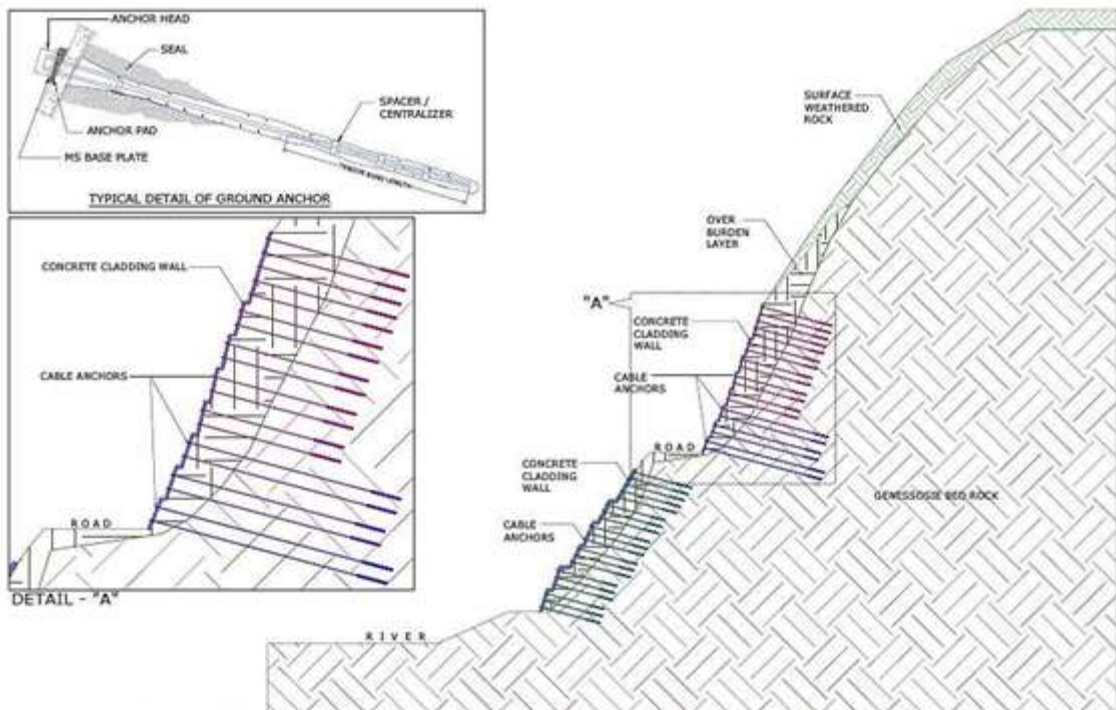 ANCHOR HEAD
SEAL
SPACER /
CENTRALIZER
ANCHOR PAD
MS BASE PLATE
TYPICAL DETAIL OF GROUND ANCHOR
CONCRETE CLADDING WALL
CABLE ANCHORS
ROAD
DETAIL - "A"
SURFACE
WEATHERED
ROCK
OVER
BURDEN
LAYER
"A"
CONCRETE
CLADDING
WALL
CABLE
ANCHORS
ROAD
CONCRETE
CLADDING
WALL
CABLE
ANCHORS
GENESSOSIE BED ROCK
RIVER